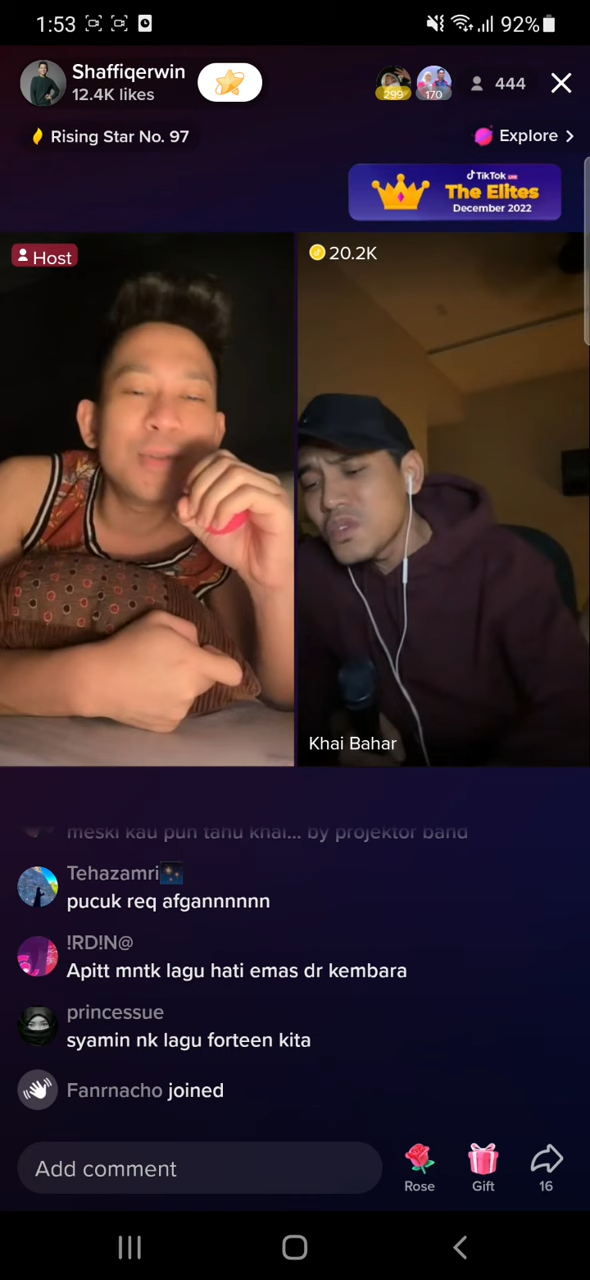 1:53
92%
Shaffiqerwin
12.4K likes
299
170
444
Rising Star No. 97
Explore
TikTok LIVE
The Elites
December 2022
Host
20.2K
Khai Bahar
meski kau pun tahu khai... by projektor band
Tehazamri
pucuk req afgannnnnn
!RD!N@
Apitt mntk lagu hati emas dr kembara
princessue
syamin nk lagu forteen kita
Fanrnacho joined
Add comment
Rose
Gift
16